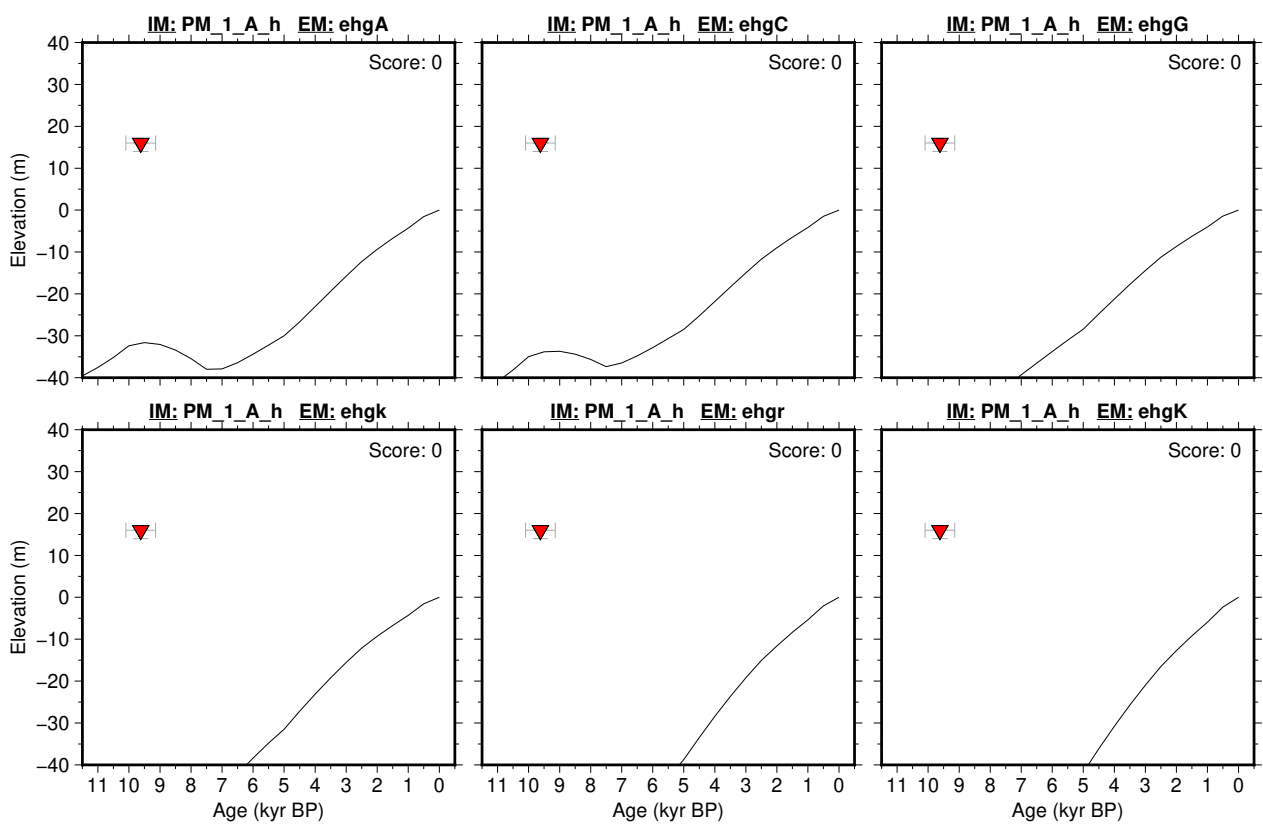 IM: PM_1_A_h EM: ehgA
IM: PM_1_A_h EM: ehgC
IM: PM_1_A_h EM: ehgG
Score: 0
Score: 0
Score: 0
40
30
20
10
0
−10
−20
−30
−40
Elevation (m)
IM: PM_1_A_h EM: ehgk
IM: PM_1_A_h EM: ehgr
IM: PM_1_A_h EM: ehgK
Score: 0
Score: 0
Score: 0
40
30
20
10
0
−10
−20
−30
−40
Elevation (m)
11 10 9 8 7 6 5 4 3 2 1 0
11 10 9 8 7 6 5 4 3 2 1 0
11 10 9 8 7 6 5 4 3 2 1 0
Age (kyr BP)
Age (kyr BP)
Age (kyr BP)